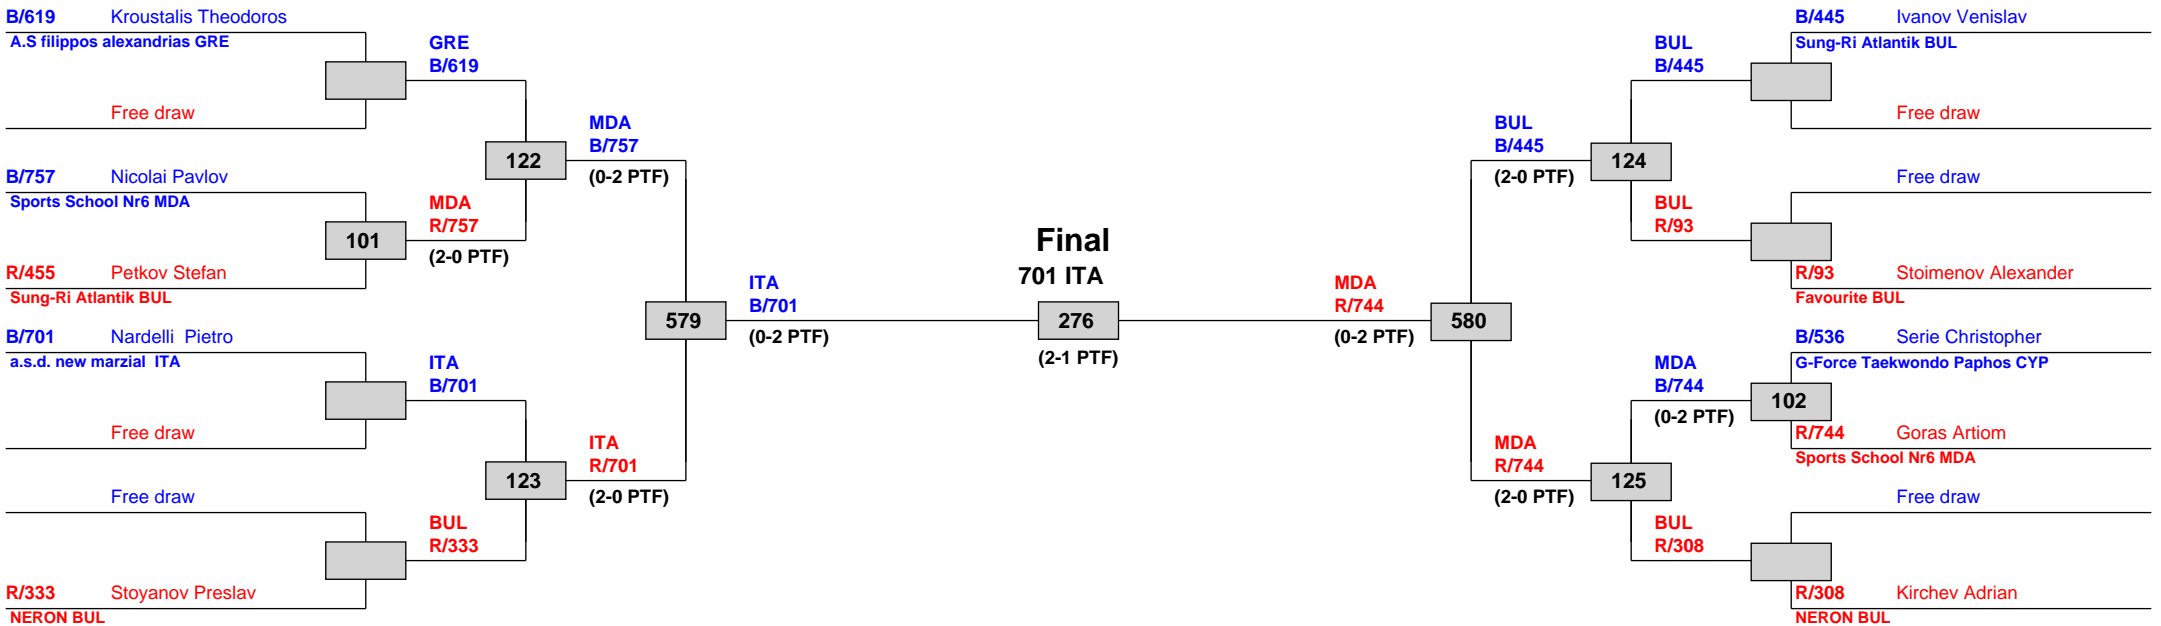 B/619 Kroustalis Theodoros
A.S filippos alexandrias GRE
Free draw
B/757 Nicolai Pavlov
Sports School Nr6 MDA
R/455 Petkov Stefan
Sung-Ri Atlantik BUL
B/701 Nardelli Pietro
a.s.d. new marzial ITA
Free draw
Free draw
R/333 Stoyanov Preslav
NERON BUL
GRE
B/619
101
MDA
R/757
(2-0 PTF)
ITA
B/701
BUL
R/333
122
MDA
B/757
(0-2 PTF)
123
ITA
R/701
(2-0 PTF)
579
ITA
B/701
(0-2 PTF)
Final
701 ITA
276
(2-1 PTF)
MDA
R/744
(0-2 PTF)
580
BUL
B/445
(2-0 PTF)
124
MDA
R/744
(2-0 PTF)
125
BUL
B/445
BUL
R/93
MDA
B/744
(0-2 PTF)
102
BUL
R/308
B/445 Ivanov Venislav
Sung-Ri Atlantik BUL
Free draw
Free draw
R/93 Stoimenov Alexander
Favourite BUL
B/536 Serie Christopher
G-Force Taekwondo Paphos CYP
R/744 Goras Artiom
Sports School Nr6 MDA
Free draw
R/308 Kirchev Adrian
NERON BUL